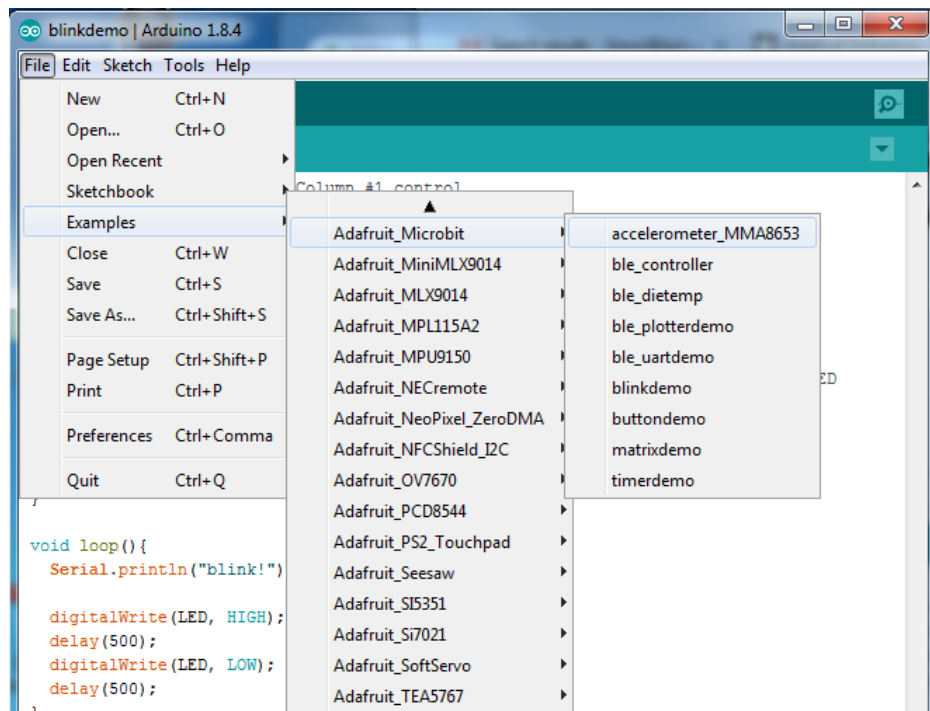 blinkdemo | Arduino 1.8.4
File Edit Sketch Tools Help
New Ctrl+N
Open... Ctrl+O
Open Recent
Sketchbook
Examples
Close Ctrl+W
Save Ctrl+S
Save As... Ctrl+Shift+S
Page Setup Ctrl+Shift+P
Print Ctrl+P
Preferences Ctrl+Comma
Quit Ctrl+Q
Column #1 control
Adafruit_Microbit
Adafruit_MiniMLX9014
Adafruit_MLX9014
Adafruit_MPL115A2
Adafruit_MPU9150
Adafruit_NECremote
Adafruit_NeoPixel_ZeroDMA
Adafruit_NFCShield_I2C
Adafruit_OV7670
Adafruit_PCD8544
Adafruit_PS2_Touchpad
Adafruit_Seesaw
Adafruit_SI5351
Adafruit_Si7021
Adafruit_SoftServo
Adafruit_TEA5767
accelerometer_MMA8653
ble_controller
ble_dietemp
ble_plotterdemo
ble_uartdemo
blinkdemo
buttondemo
matrixdemo
timerdemo
ED
}
void loop(){
Serial.println("blink!")
digitalWrite(LED, HIGH);
delay(500);
digitalWrite(LED, LOW);
delay(500);